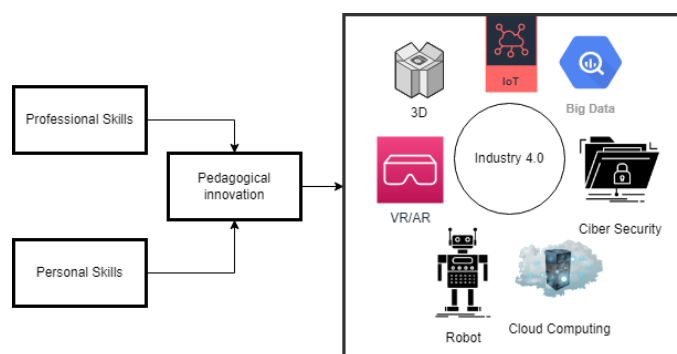 Professional Skills
Personal Skills
Pedagogical
innovation
3D
IoT
Big Data
VR/AR
Industry 4.0
Ciber Security
Robot
Cloud Computing